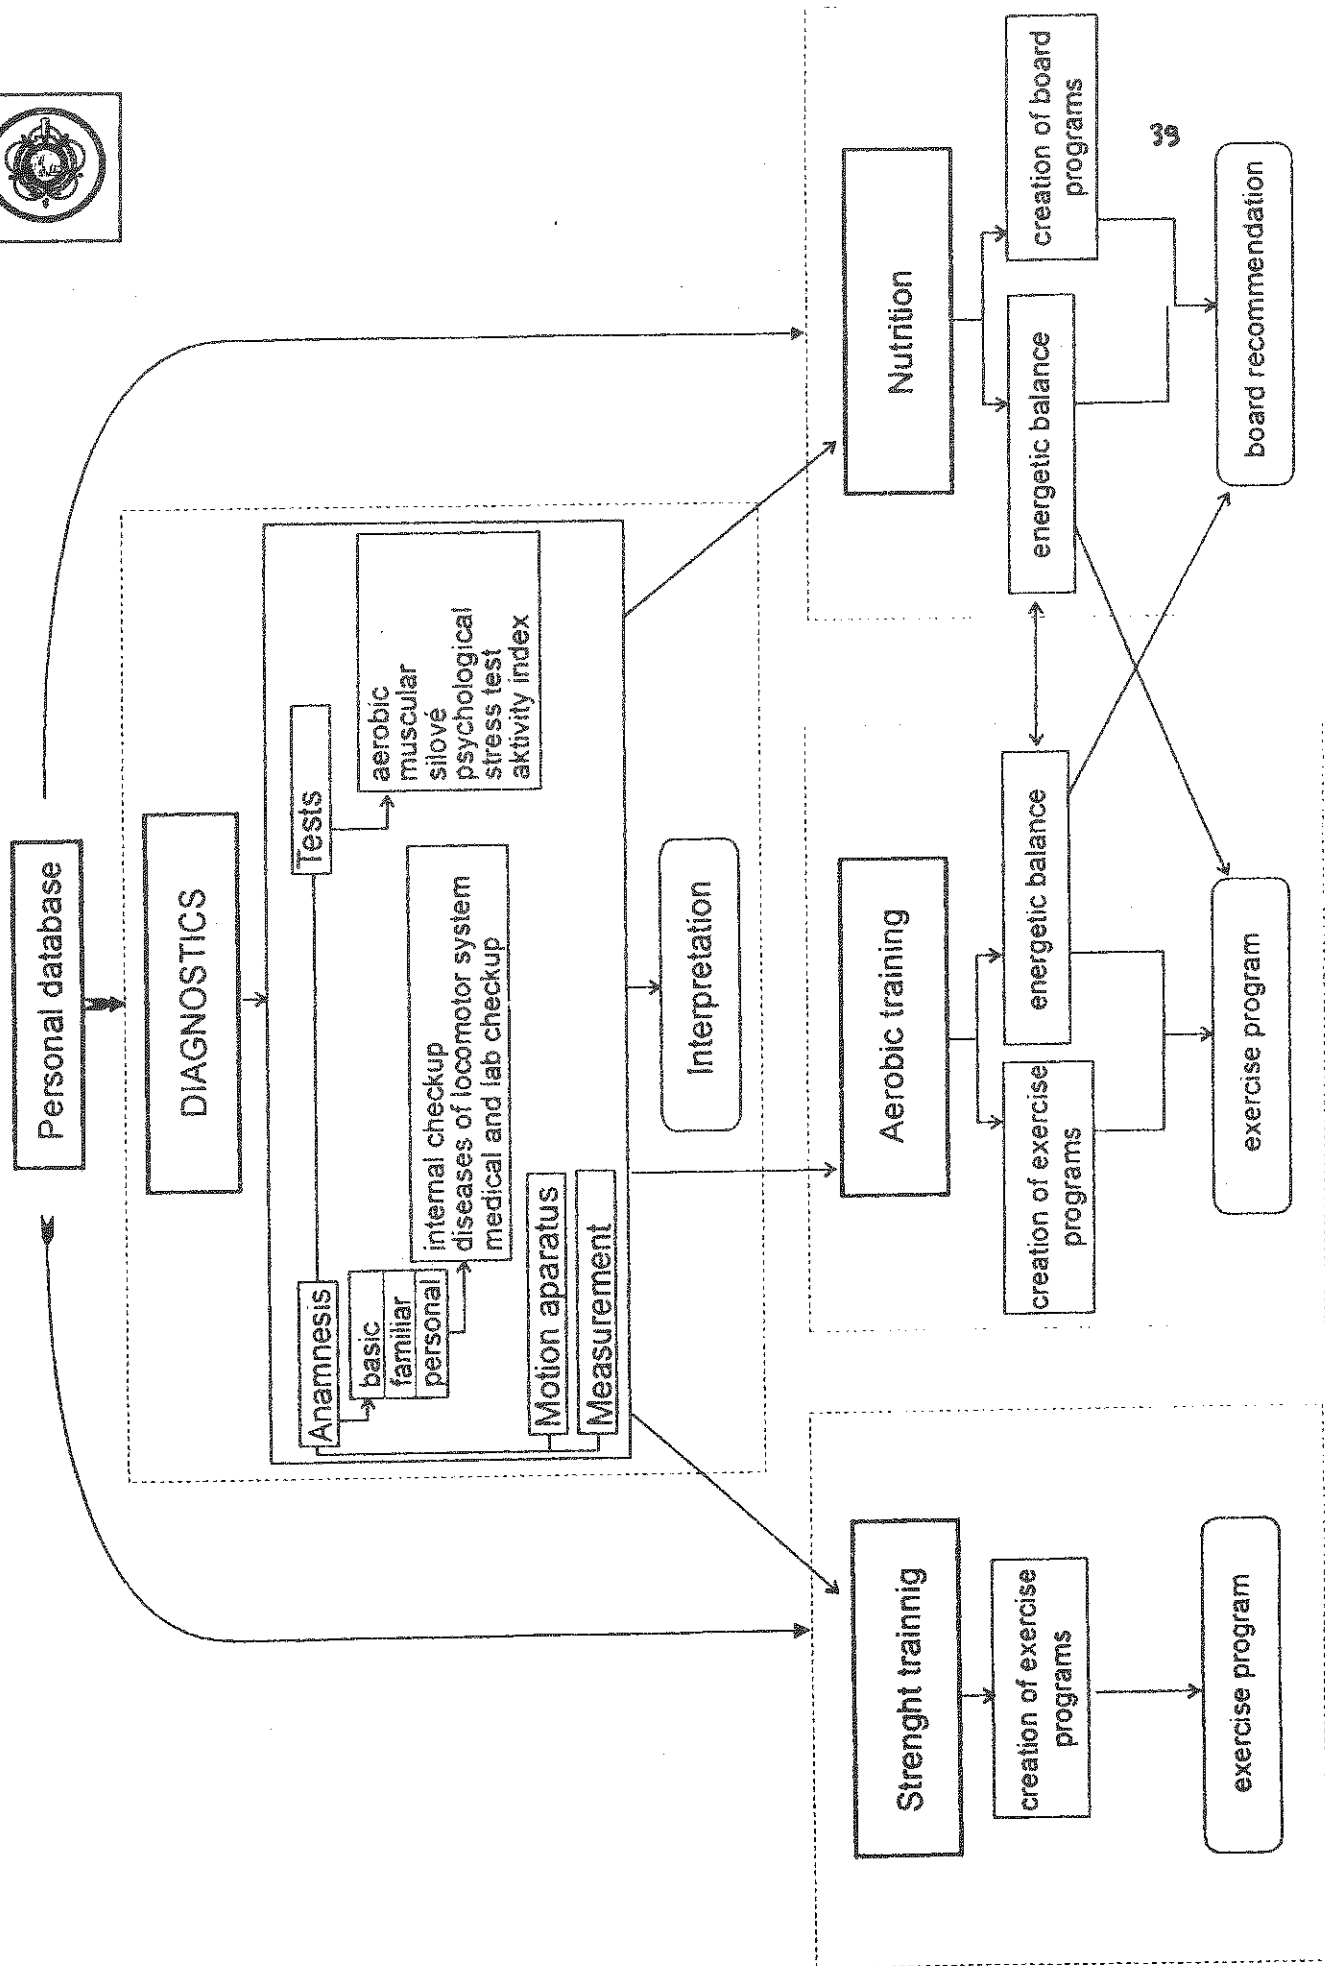 Personal database
DIAGNOSTICS
Anamnesis
basic
familiar
personal
internal checkup
diseases of locomotor system
medical and lab checkup
Tests
aerobic
muscular
silové
psychological
stress test
aktivity index
Motion aparatus
Measurement
Interpretation
Strenght trainnig
creation of exercise
programs
exercise program
Aerobic training
creation of exercise
programs
energetic balance
exercise program
Nutrition
energetic balance
creation of board
programs
board recommendation
39